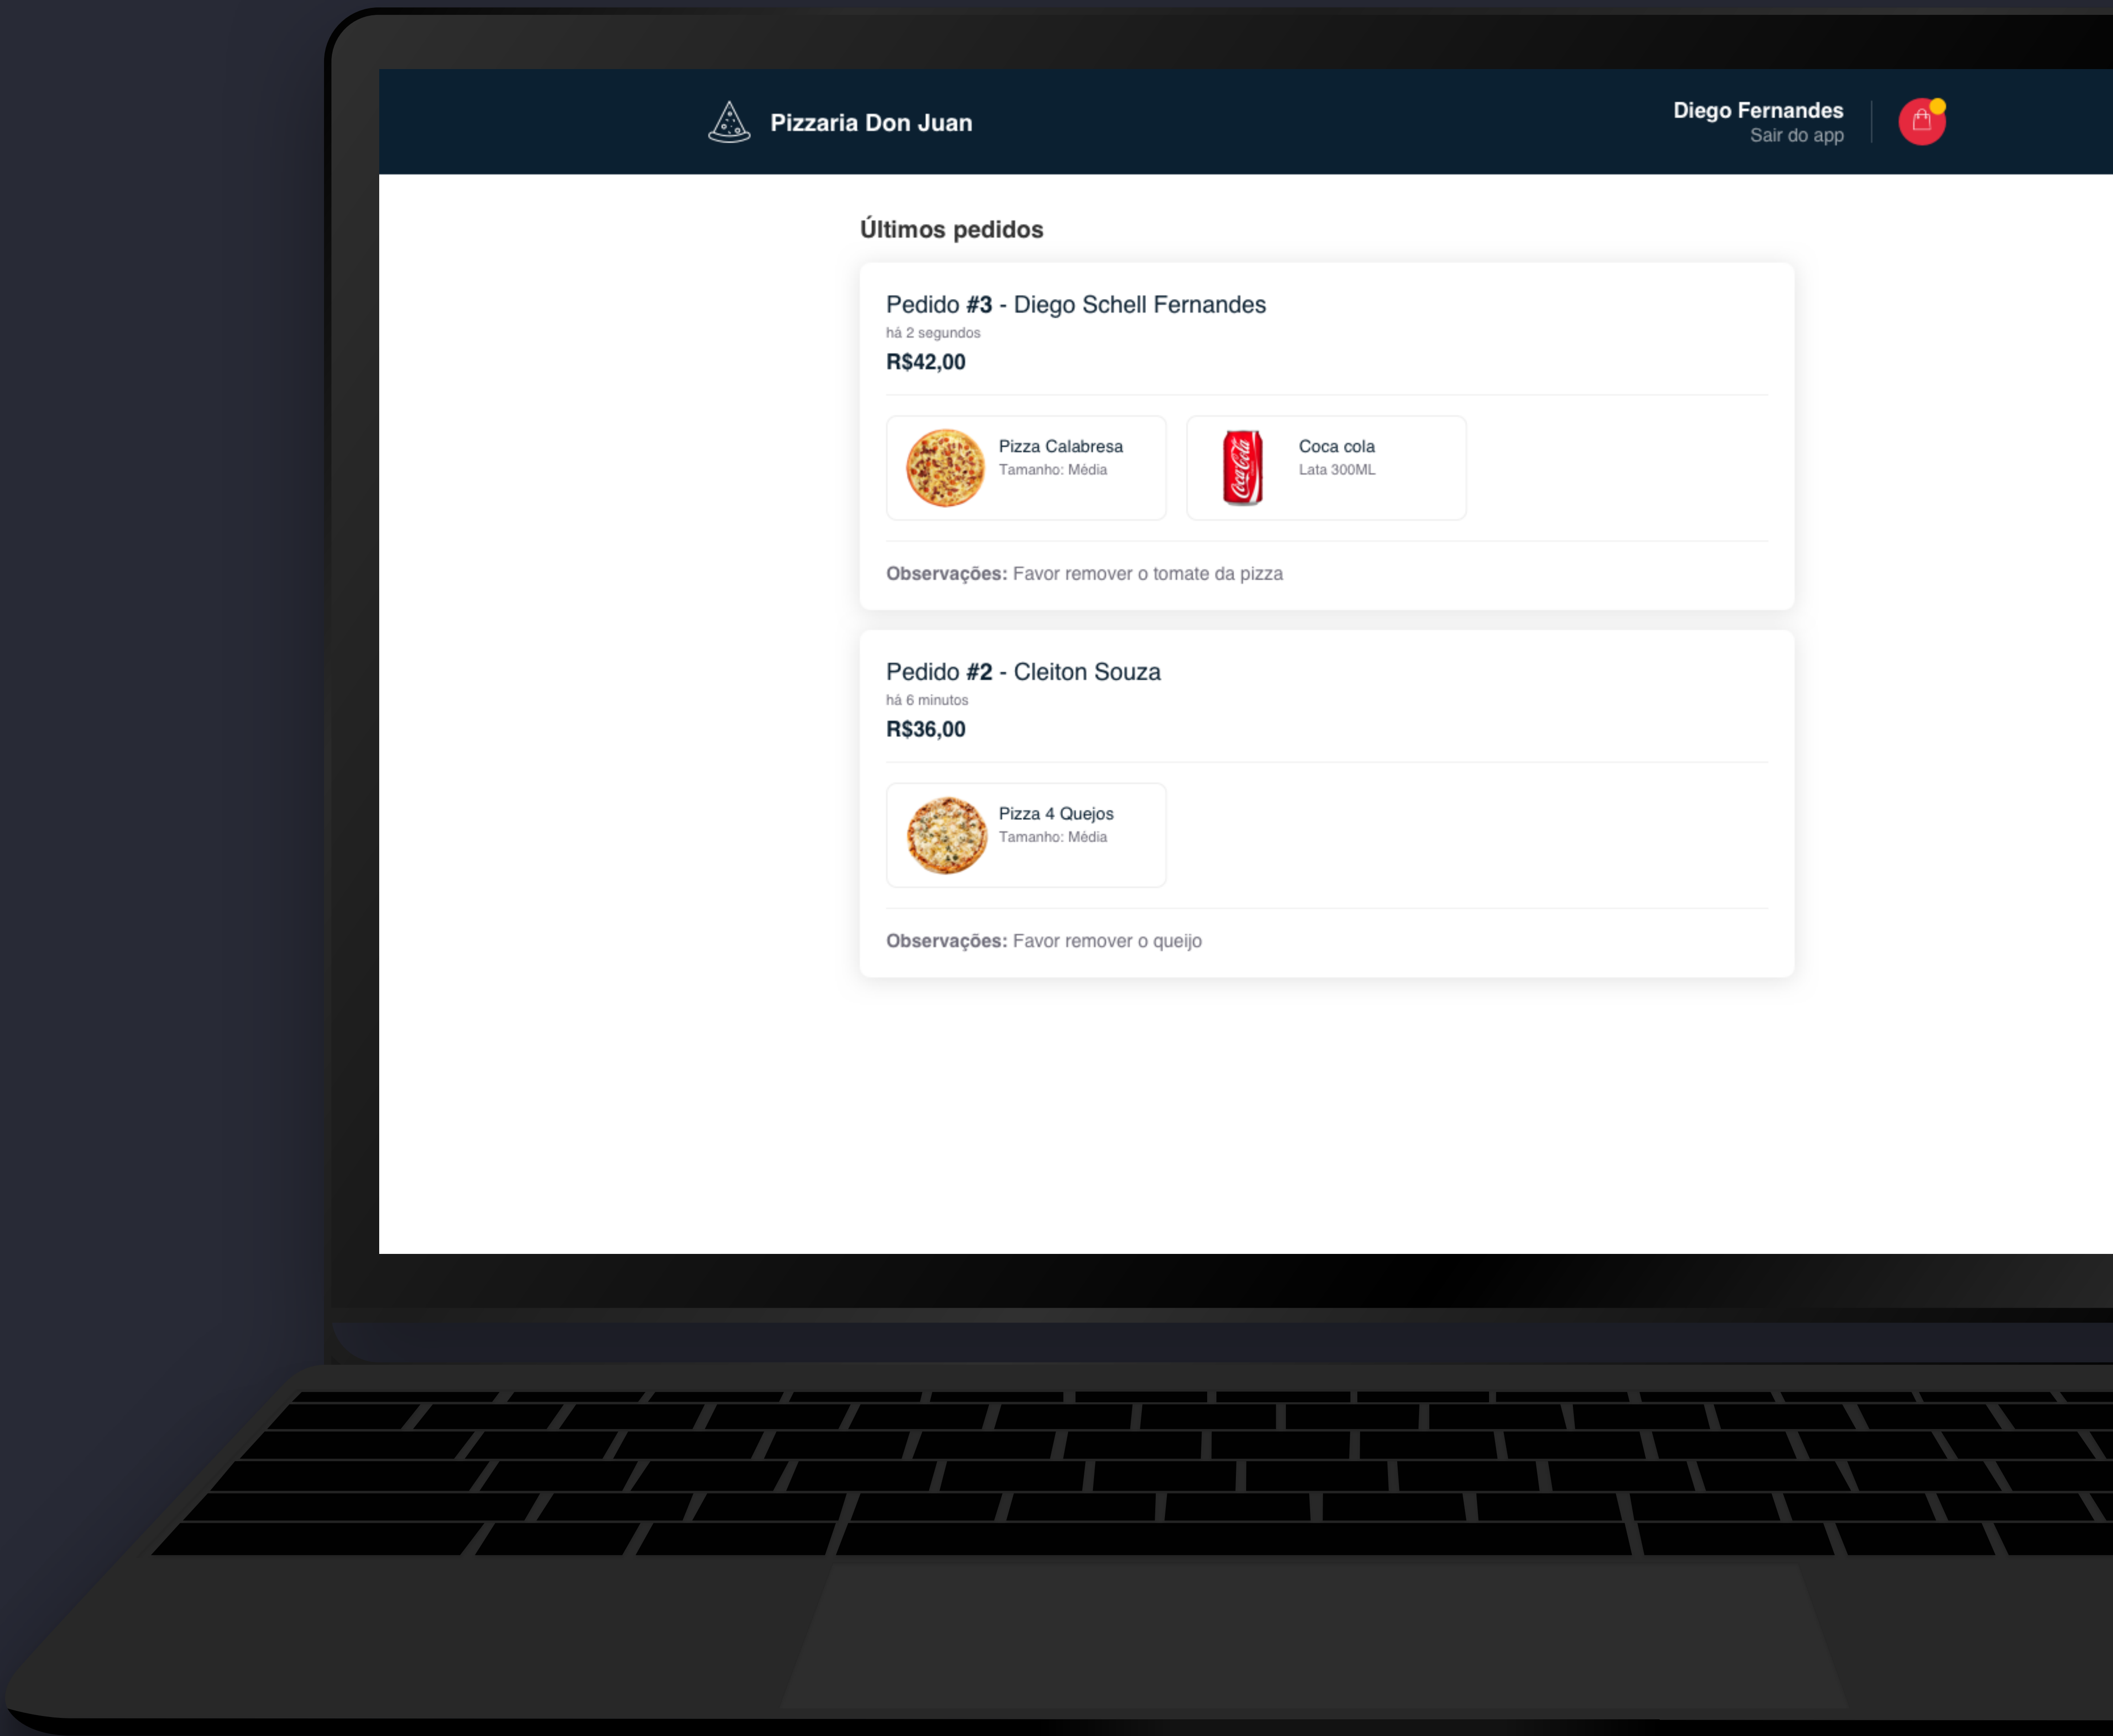 Pizzaria Don Juan
Diego Fernandes
Sair do app
Últimos pedidos
Pedido #3 - Diego Schell Fernandes
há 2 segundos
R$42,00
Pizza Calabresa
Tamanho: Média
Coca cola
Lata 300ML
Coca-Cola
Observações: Favor remover o tomate da pizza
Pedido #2 - Cleiton Souza
há 6 minutos
R$36,00
Pizza 4 Quejos
Tamanho: Média
Observações: Favor remover o queijo